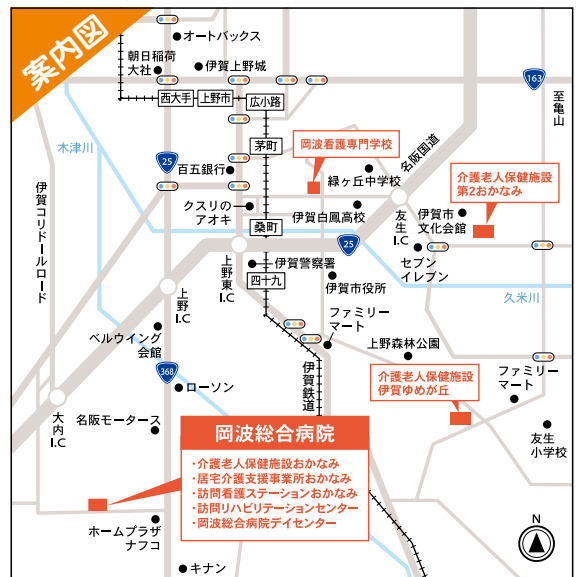 案内図
オートバックス
朝日稲荷
大社
伊賀上野城
163
西大手
上野市
広小路
至亀山
木津川
茅町
岡波看護専門学校
名阪国道
25
百五銀行
緑ヶ丘中学校
介護老人保健施設
第2おかなみ
伊賀コリドールロード
クスリの
アオキ
伊賀白鳳高校
友生I.C
伊賀市
文化会館
桑町
25
上野東I.C
伊賀警察署
セブン
イレブン
四十九
伊賀市役所
久米川
上野I.C
ファミリー
マート
ベルウイング
会館
上野森林公園
伊賀鉄道
368
ローソン
介護老人保健施設
伊賀ゆめが丘
ファミリー
マート
大内I.C
名阪モータース
友生
小学校
岡波総合病院
・介護老人保健施設おかなみ
・居宅介護支援事業所おかなみ
・訪問看護ステーションおかなみ
・訪問リハビリテーションセンター
・岡波総合病院デイセンター
ホームプラザ
ナフコ
N
キナン